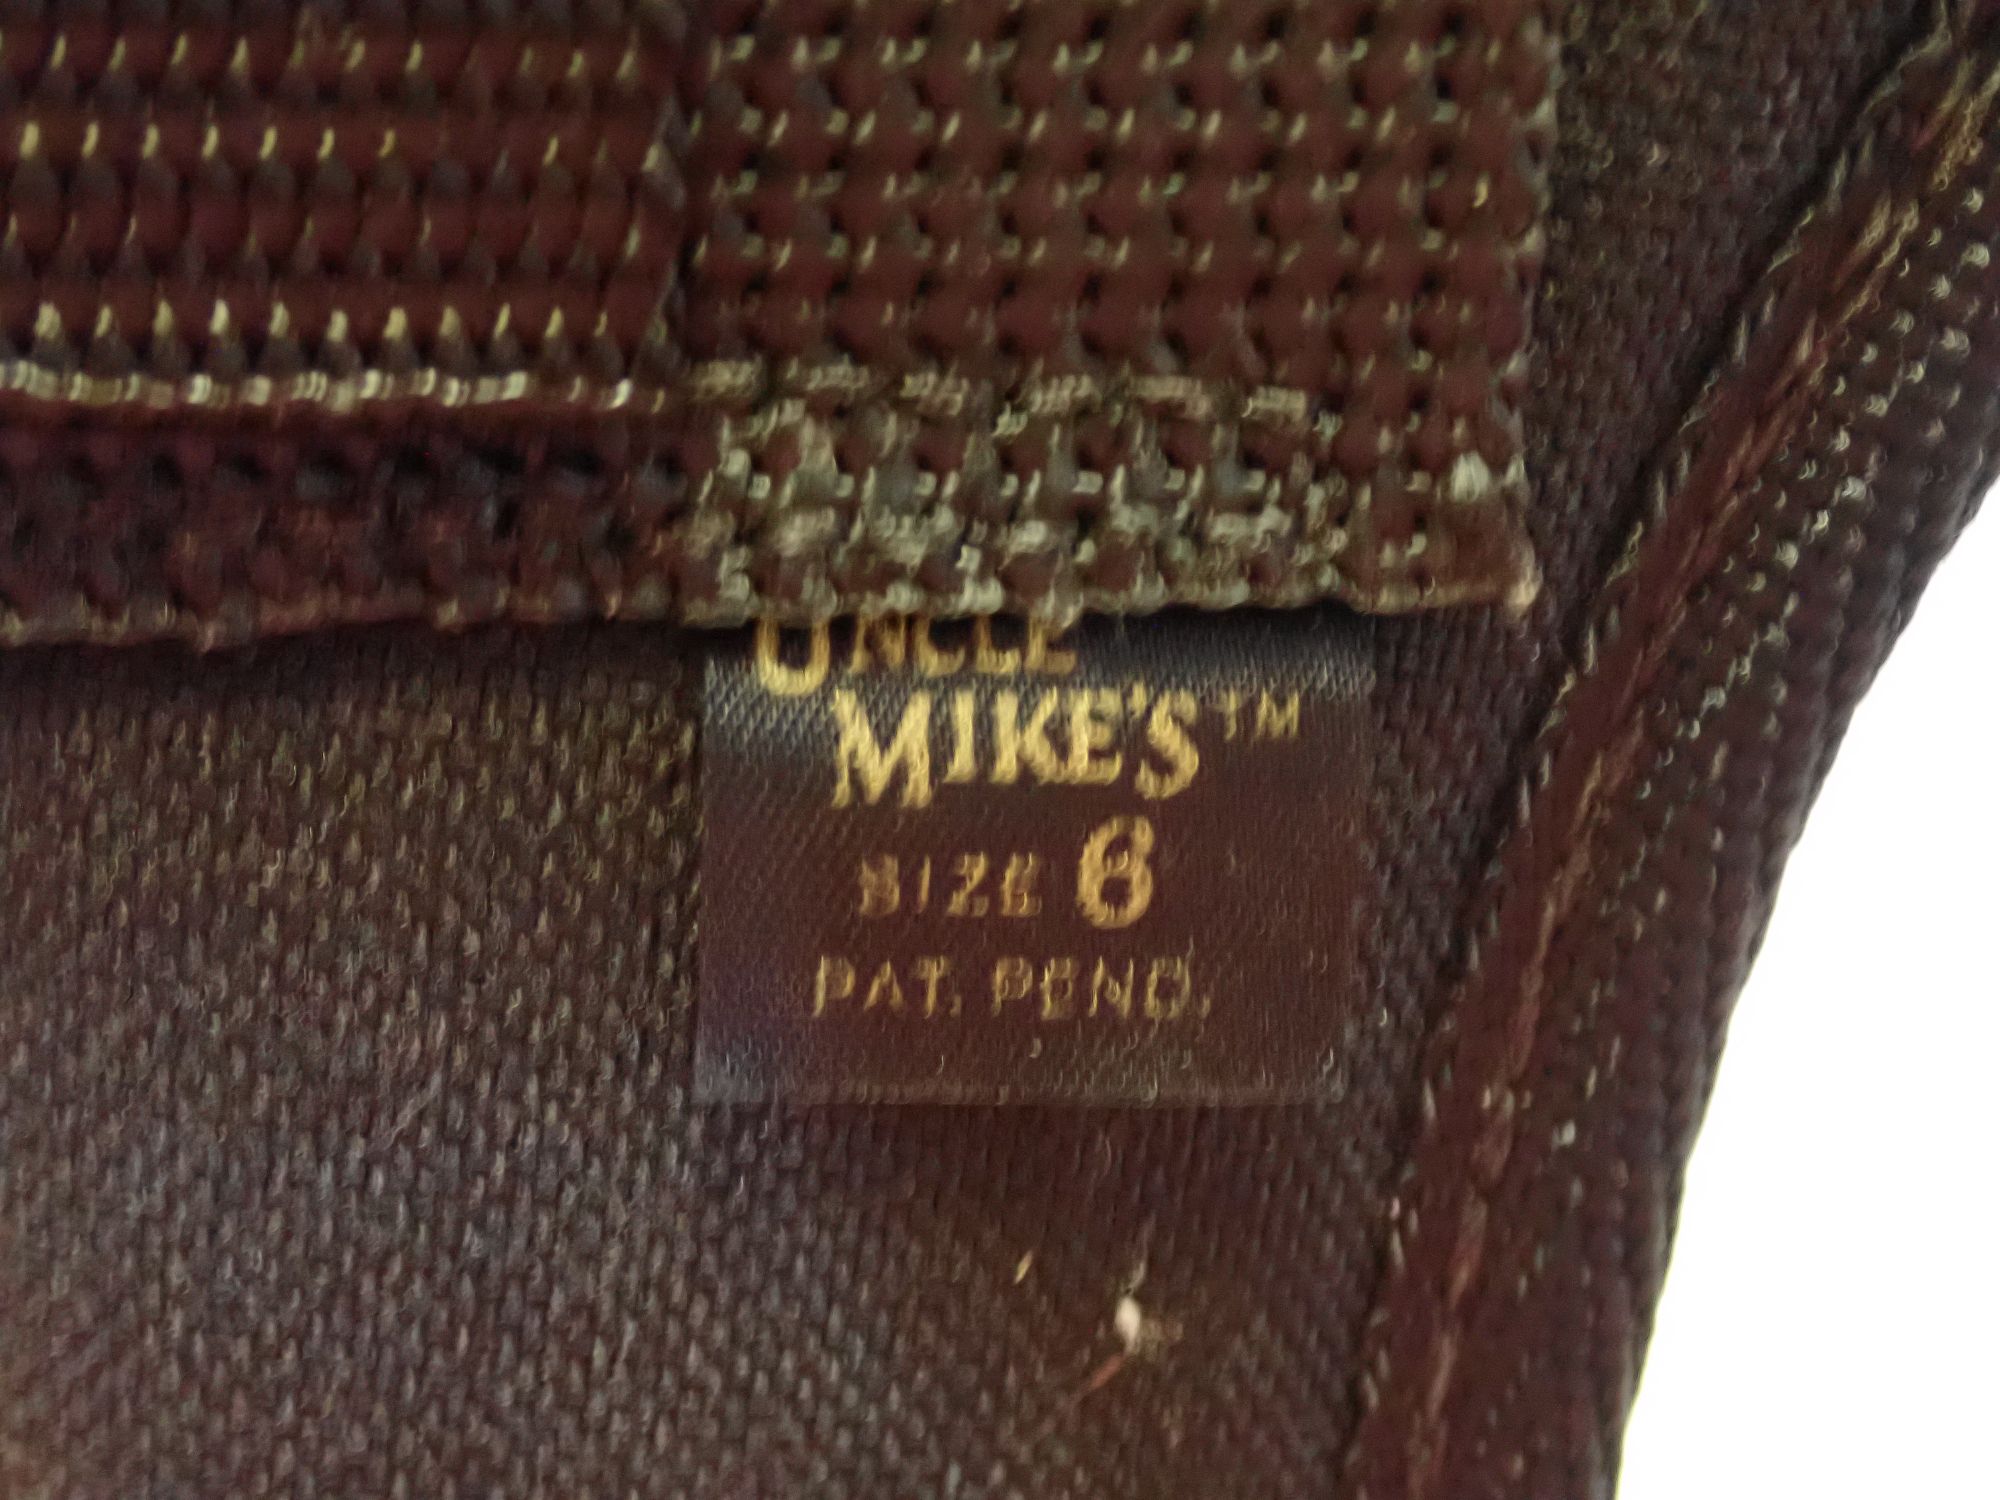 UNCLE
MIKE'S™
SIZE 6
PAT. PEND.